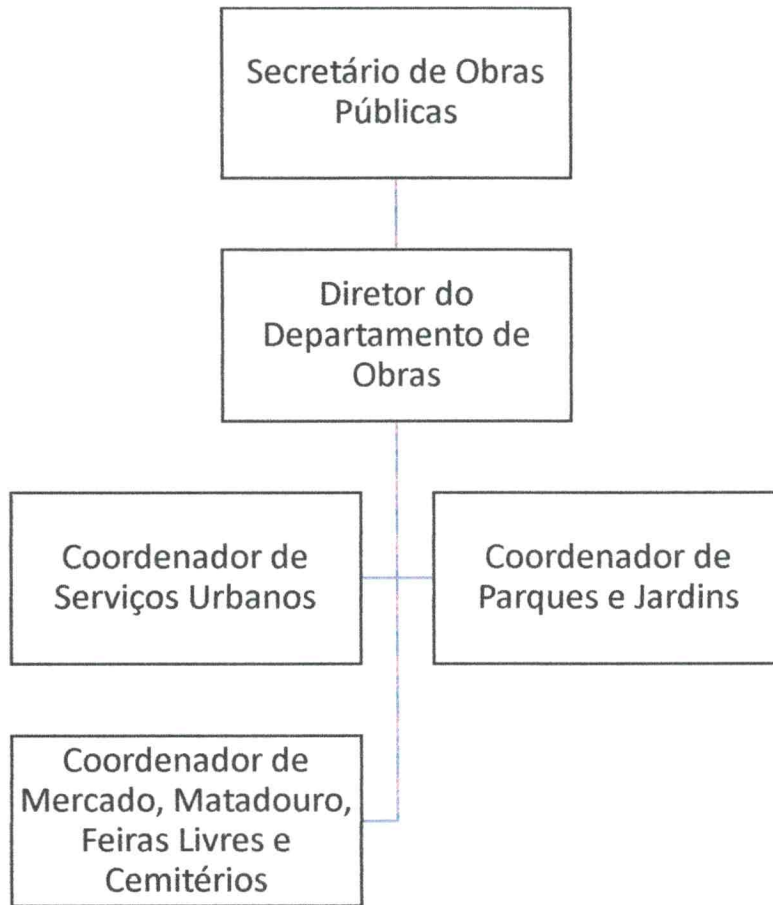 Secretário de Obras
Públicas
Diretor do
Departamento de
Obras
Coordenador de
Serviços Urbanos
Coordenador de
Parques e Jardins
Coordenador de
Mercado, Matadouro,
Feiras Livres e
Cemitérios